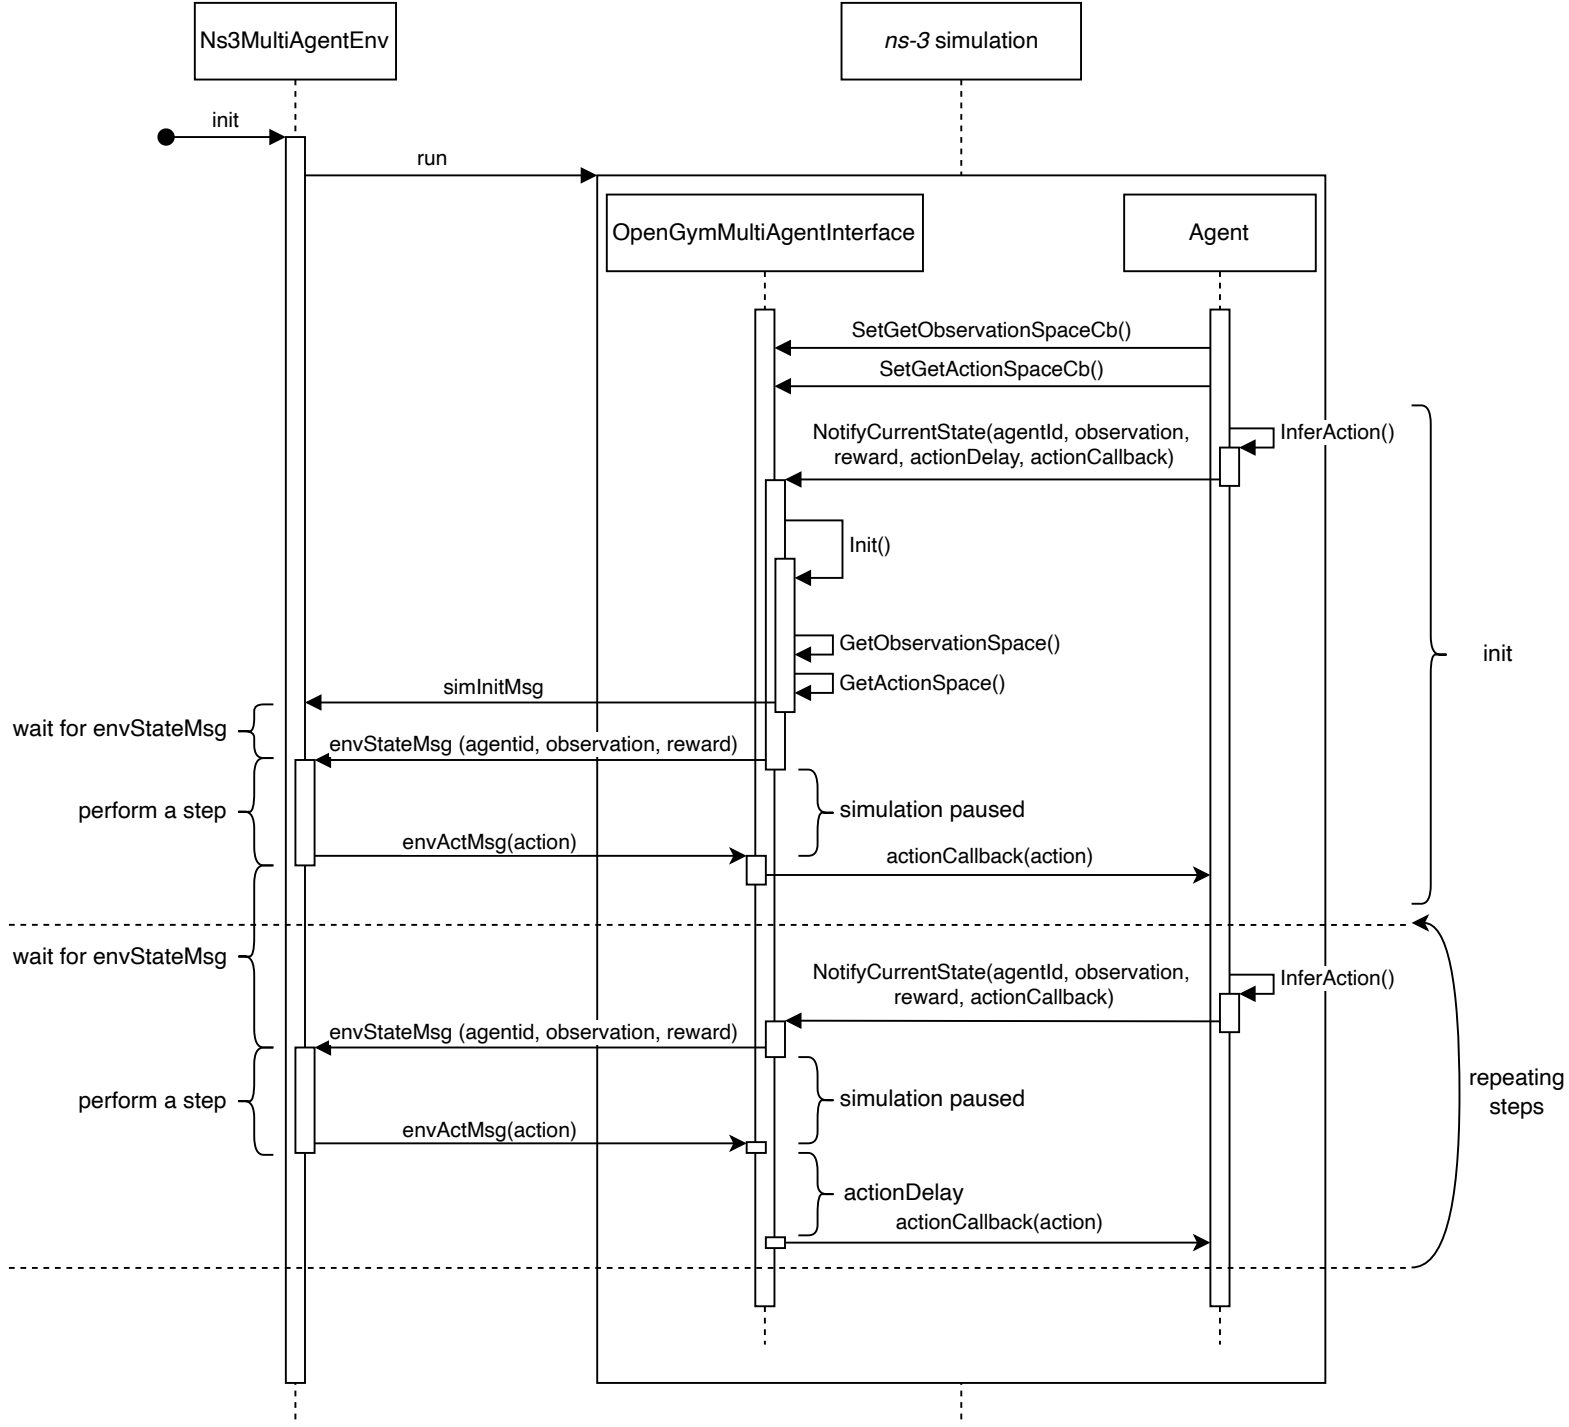 Ns3MultiAgentEnv
ns-3 simulation
init
run
OpenGymMultiAgentInterface
Agent
SetGetObservationSpaceCb()
SetGetActionSpaceCb()
NotifyCurrentState(agentId, observation,
reward, actionDelay, actionCallback)
InferAction()
Init()
GetObservationSpace()
GetActionSpace()
init
simInitMsg
wait for envStateMsg
envStateMsg (agentid, observation, reward)
perform a step
simulation paused
envActMsg(action)
actionCallback(action)
wait for envStateMsg
NotifyCurrentState(agentId, observation,
reward, actionCallback)
InferAction()
envStateMsg (agentid, observation, reward)
perform a step
simulation paused
repeating
steps
envActMsg(action)
actionDelay
actionCallback(action)